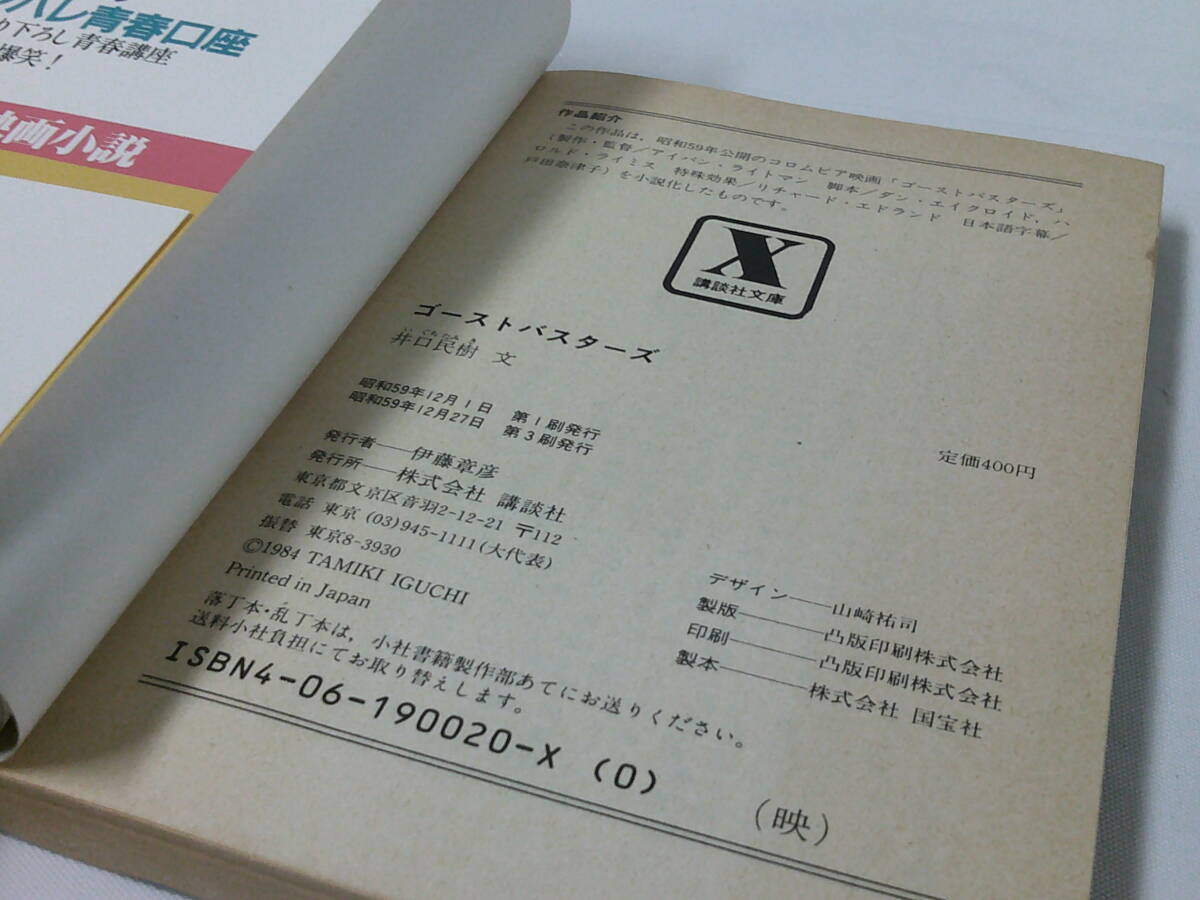 青春口座
り下ろし青春講座
爆笑！
映画小説
作品紹介
この作品は、昭和59年公開のコロムビア映画「ゴーストバスターズ」
（製作・監督／アイバン・ライトマン 脚本／ダン・エイクロイド，ハ
ロルド・ライミス 特殊効果／リチャード・エドランド 日本語字幕／
戸田奈津子）を小説化したものです。
X
講談社文庫
ゴーストバスターズ
井口民樹 文
昭和59年12月1日 第1刷発行
昭和59年12月27日 第3刷発行
定価400円
発行者——伊藤章彦
発行所——株式会社 講談社
東京都文京区音羽2-12-21 〒112
電話 東京 (03)945-1111(大代表)
振替 東京8-3930
©1984 TAMIKI IGUCHI
Printed in Japan
デザイン——山崎祐司
製版————凸版印刷株式会社
印刷————凸版印刷株式会社
製本————株式会社 国宝社
落丁本・乱丁本は，小社書籍製作部あてにお送りください。
送料小社負担にてお取り替えします。
ISBN4-06-190020-X (0)
（映）